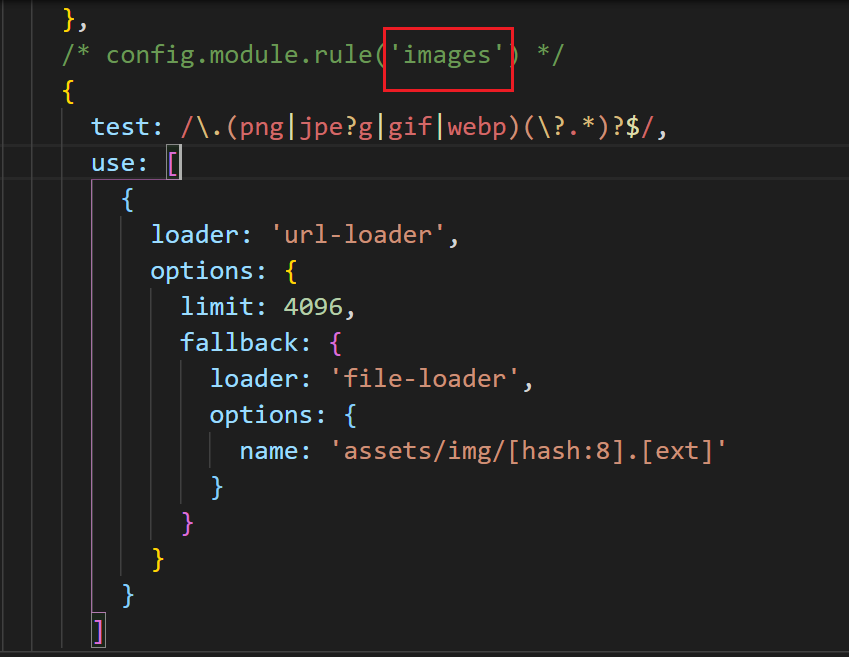 },
/* config.module.rule('images') */
{
test: /\.(png|jpe?g|gif|webp)(\?.*)?$/,
use: [
{
loader: 'url-loader',
options: {
limit: 4096,
fallback: {
loader: 'file-loader',
options: {
name: 'assets/img/[hash:8].[ext]'
}
}
}
}
]